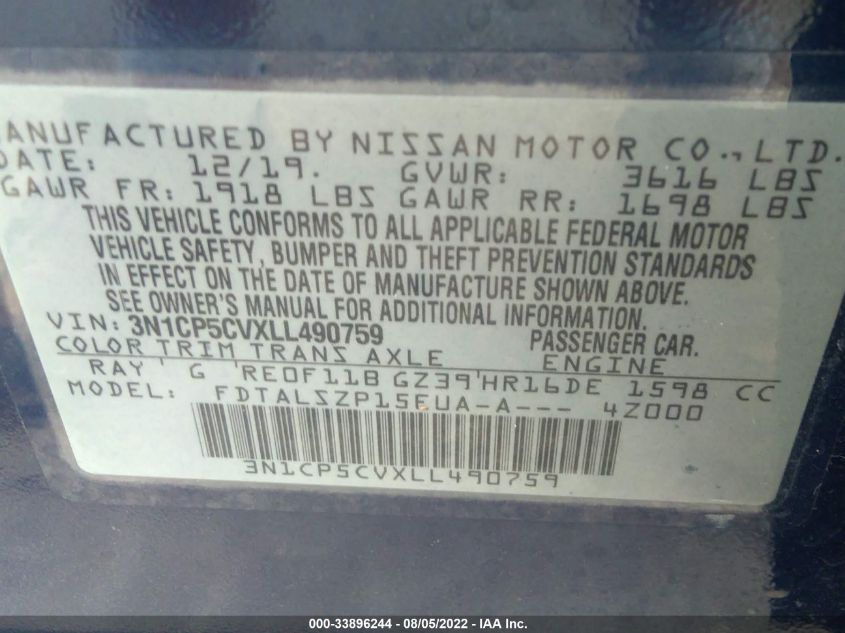 MANUFACTURED BY NISSAN MOTOR CO., LTD.
DATE: 12/19. GVWR: 3616 LBS
GAWR FR: 1918 LBS GAWR RR: 1698 LBS
THIS VEHICLE CONFORMS TO ALL APPLICABLE FEDERAL MOTOR
VEHICLE SAFETY, BUMPER AND THEFT PREVENTION STANDARDS
IN EFFECT ON THE DATE OF MANUFACTURE SHOWN ABOVE.
SEE OWNER'S MANUAL FOR ADDITIONAL INFORMATION.
VIN: 3N1CP5CVXLL490759 PASSENGER CAR.
COLOR TRIM TRANS AXLE ENGINE
RAY ' G 'RE0F11B GZ39'HR16DE 1598 CC
MODEL: FDTALSZP15EUA-A--- 4Z000
3N1CP5CVXLL490759
000-33896244 - 08/05/2022 - IAA Inc.